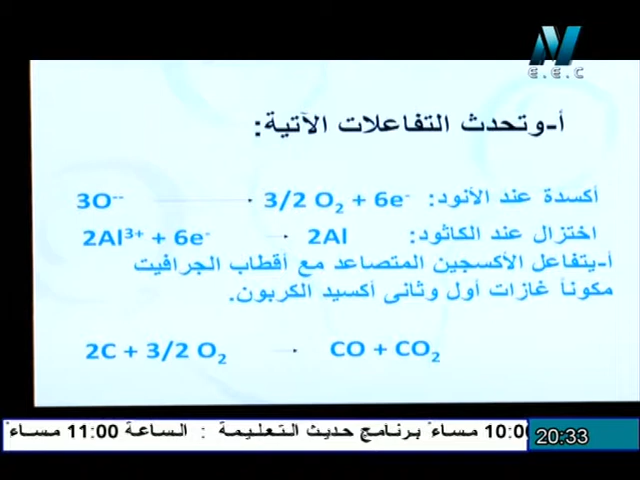 N
E.E.C
أ-وتحدث التفاعلات الآتية:
أكسدة عند الأنود: 3O⁻⁻ → 3/2 O₂ + 6e⁻
اختزال عند الكاثود: 2Al³⁺ + 6e⁻ → 2Al
أ-يتفاعل الأكسجين المتصاعد مع أقطاب الجرافيت
مكوناً غازات أول وثانى أكسيد الكربون.
2C + 3/2 O₂ → CO + CO₂
10:00 مساءً برنامج حديث التعليمة : الساعة 11:00 مساءً
20:33